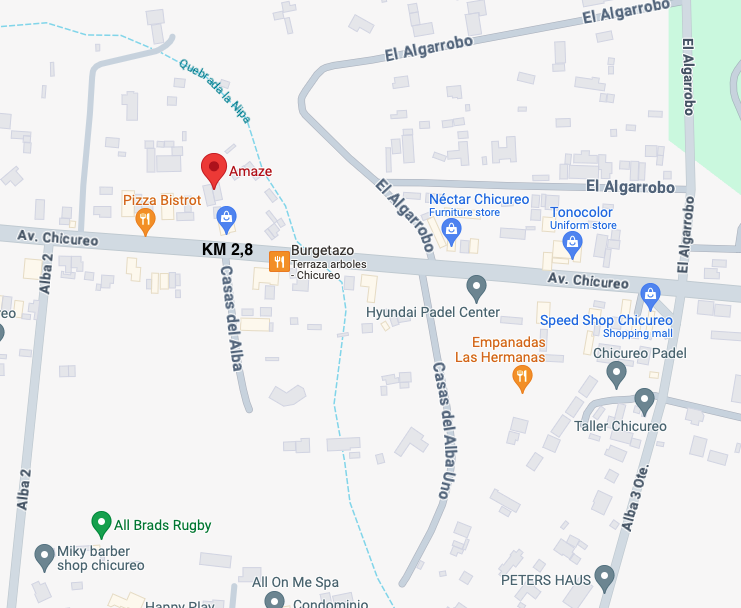 El Algarrobo
El Algarrobo
El Algarrobo
Quebrada la Nipa
Amaze
Pizza Bistrot
El Algarrobo
El Algarrobo
Néctar Chicureo
Furniture store
Tonocolor
Uniform store
El Algarrobo
Av. Chicureo
KM 2,8
Burgetazo
Terraza arboles
- Chicureo
Alba 2
Casas del Alba
Av. Chicureo
Hyundai Padel Center
Speed Shop Chicureo
Shopping mall
eo
Empanadas
Las Hermanas
Chicureo Padel
Casas del Alba Uno
Taller Chicureo
Alba 2
Alba 3 Ote.
All Brads Rugby
Miky barber
shop chicureo
All On Me Spa
PETERS HAUS
Happy Play
Condominio